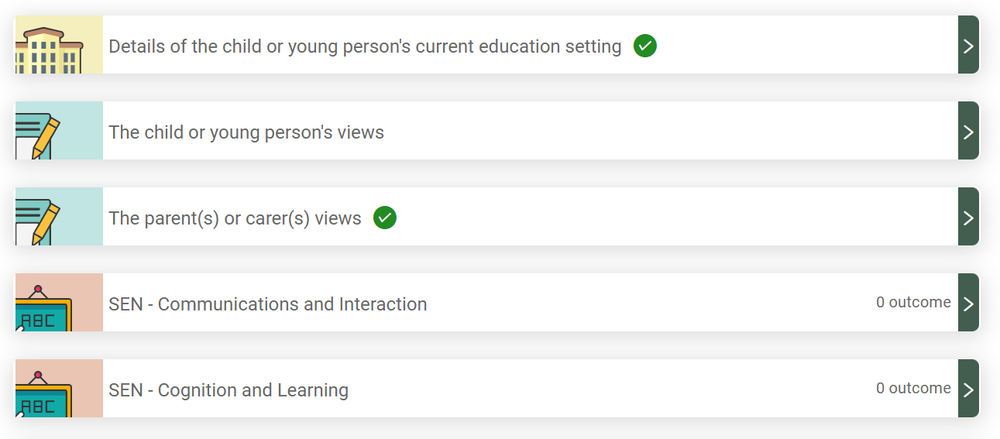 Details of the child or young person's current education setting
The child or young person's views
The parent(s) or carer(s) views
SEN - Communications and Interaction
0 outcome
ABC
SEN - Cognition and Learning
0 outcome
ABC